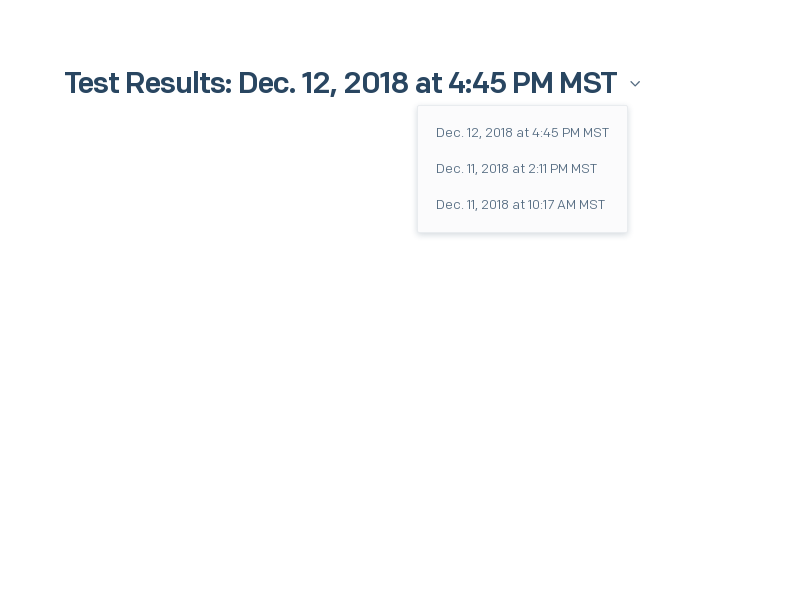 Test Results: Dec. 12, 2018 at 4:45 PM MST
Dec. 12, 2018 at 4:45 PM MST
Dec. 11, 2018 at 2:11 PM MST
Dec. 11, 2018 at 10:17 AM MST